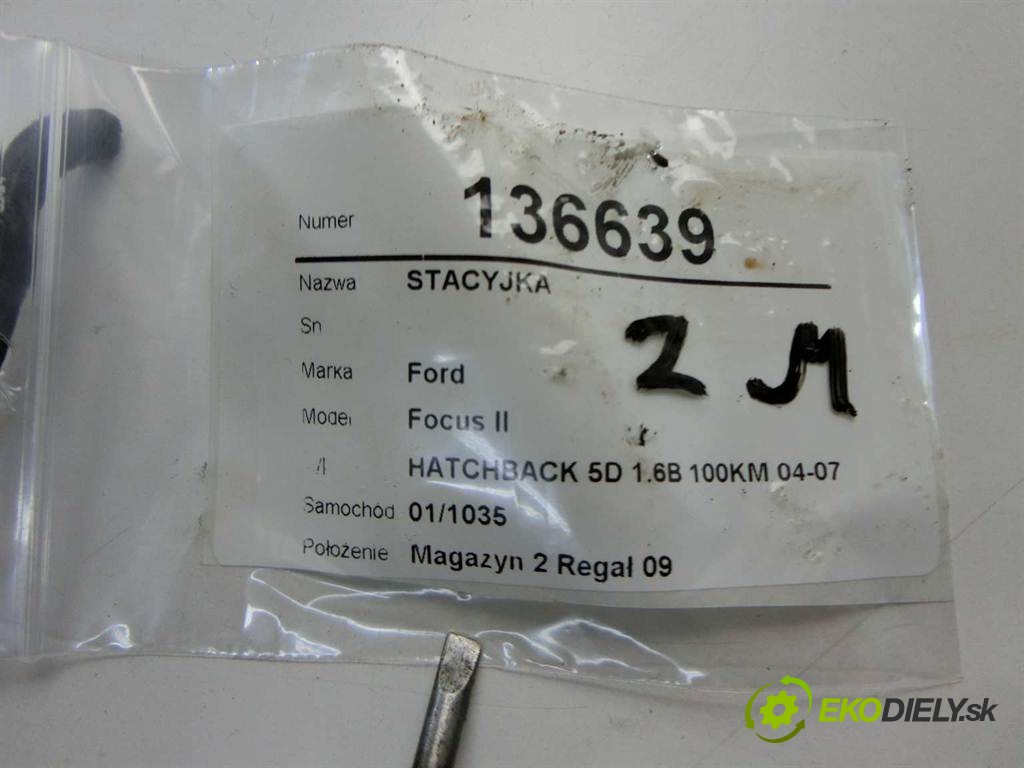 Numer 136639
Nazwa STACYJKA
Sn
Marka Ford
Model Focus II
HATCHBACK 5D 1.6B 100KM 04-07
Samochód 01/1035
Położenie Magazyn 2 Regał 09
2 M
EKODIELY.sk